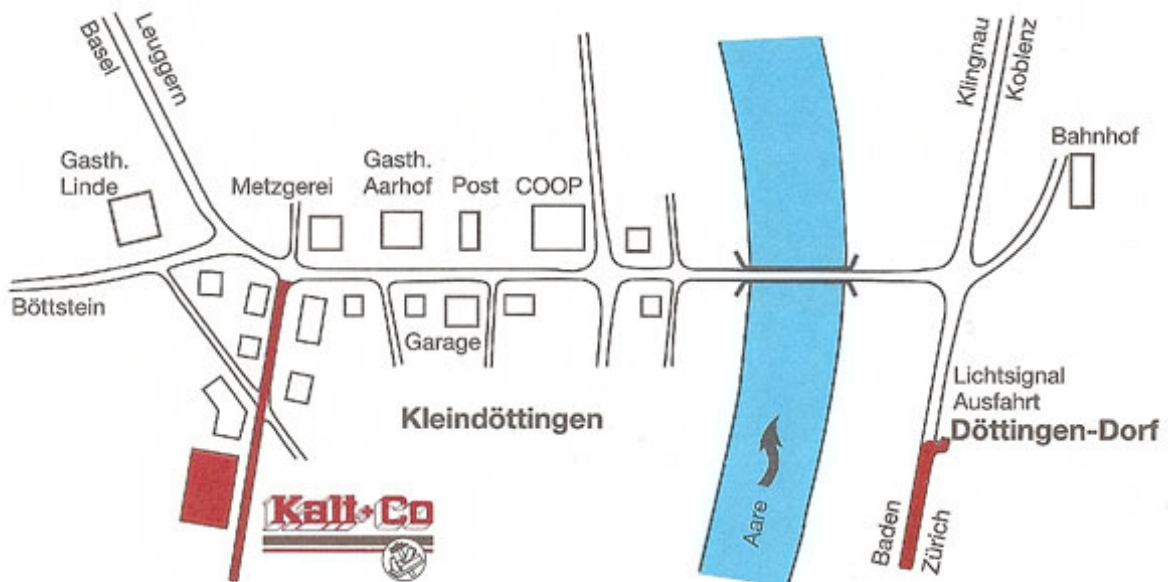 Basel
Leuggern
Klingnau
Koblenz
Bahnhof
Gasth.
Linde
Metzgerei
Gasth.
Aarhof
Post
COOP
Böttstein
Garage
Kleindöttingen
Lichtsignal
Ausfahrt
Döttingen-Dorf
Kalt+Co
Aare
Baden
Zürich